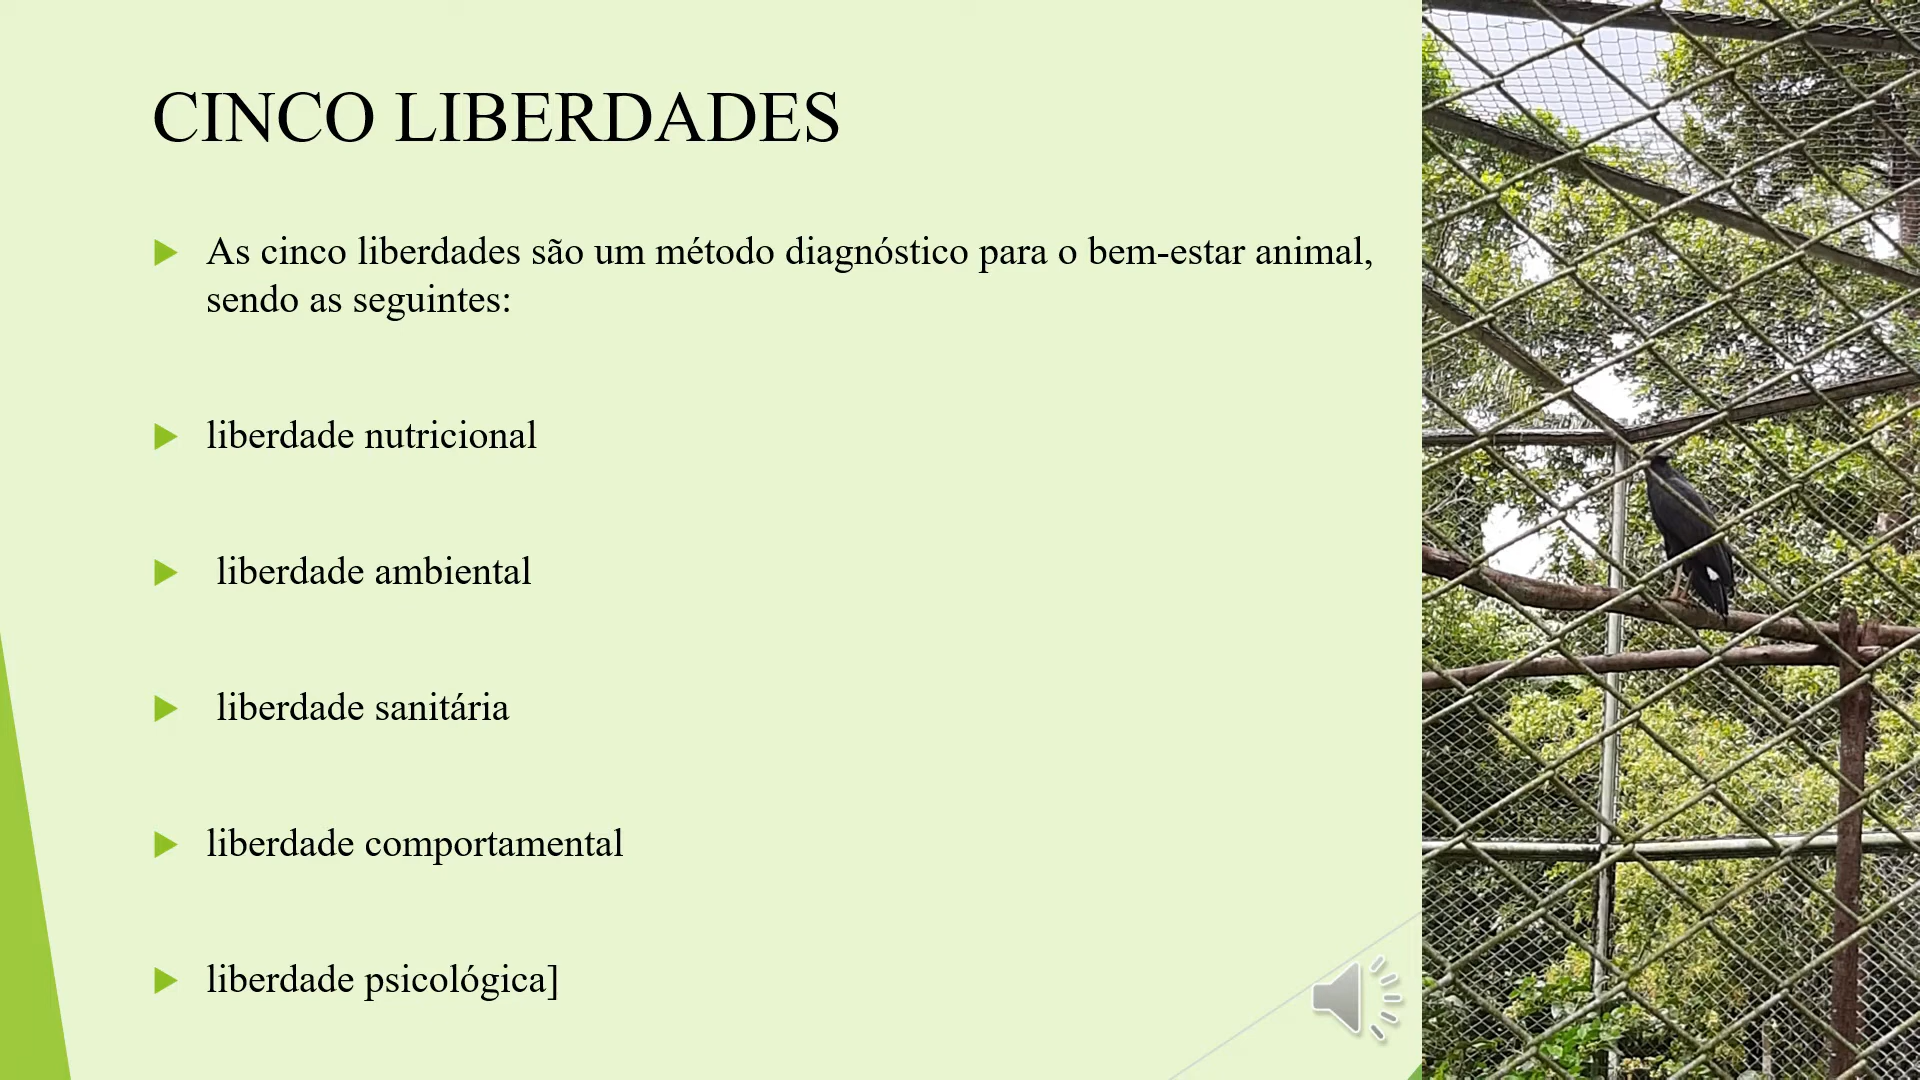 CINCO LIBERDADES
As cinco liberdades são um método diagnóstico para o bem-estar animal,
sendo as seguintes:
liberdade nutricional
liberdade ambiental
liberdade sanitária
liberdade comportamental
liberdade psicológica]